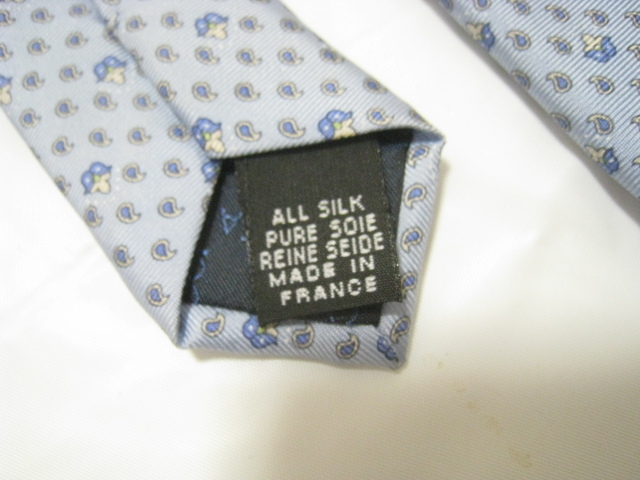 ALL SILK
PURE SOIE
REINE SEIDE
MADE IN
FRANCE